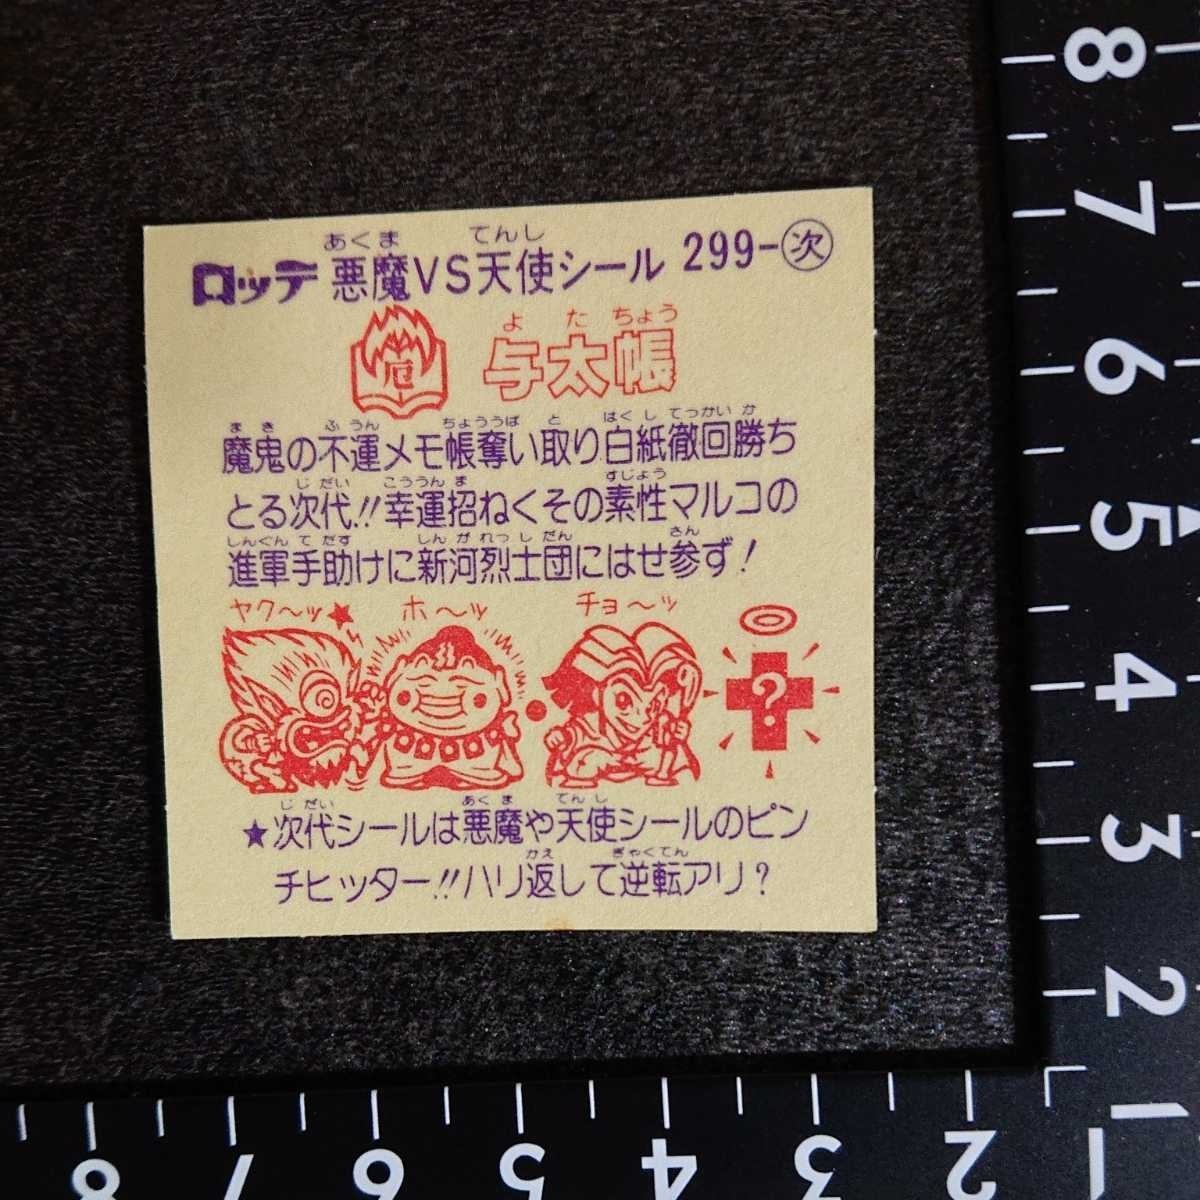 あくま てんし
ロッテ 悪魔VS天使シール 299-次
よたちょう
危 与太帳
まき ふうん ちょううば と はくしてっかいか
魔鬼の不運メモ帳奪い取り白紙徹回勝ち
じだい こううんま すじょう
とる次代!!幸運招ねくその素性マルコの
しんぐんてだす しんがれっしだん さん
進軍手助けに新河烈士団にはせ参ず!
ヤク〜ッ★ ホ〜ッ チョ〜ッ
?
じだい あくま てんし
★次代シールは悪魔や天使シールのピン
かえ ぎゃくてん
チヒッター!!ハリ返して逆転アリ?
8
7
6
5
4
3
2
1
8 7 6 5 4 3 2 1